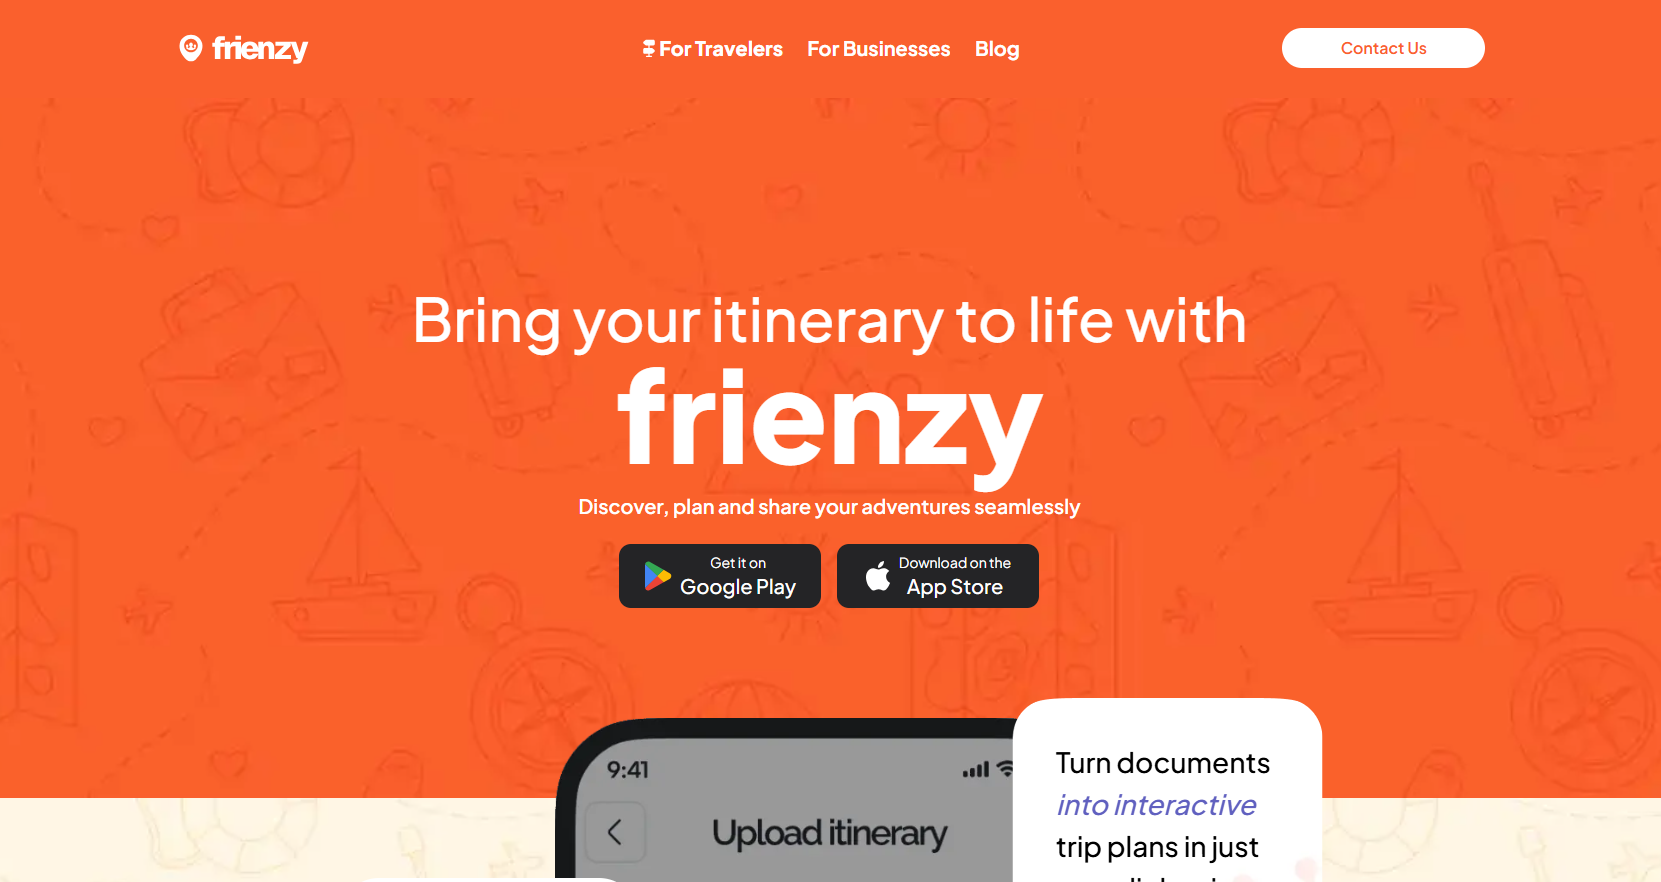 frienzy
For Travelers For Businesses Blog
Contact Us
Bring your itinerary to life with
frienzy
Discover, plan and share your adventures seamlessly
Get it on
Google Play
Download on the
App Store
9:41
Upload itinerary
Turn documents
into interactive
trip plans in just